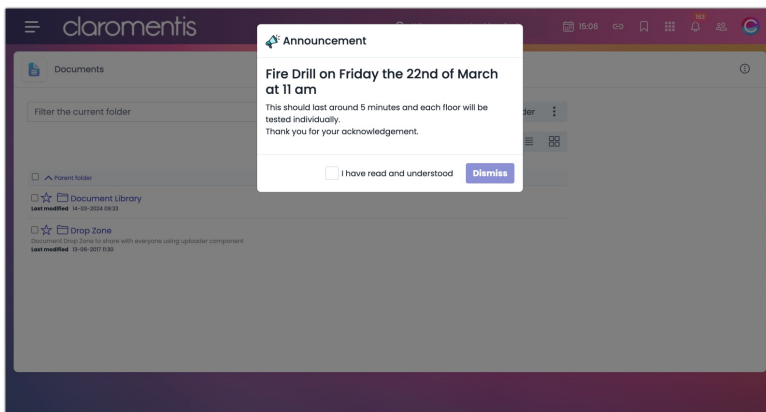 claromentis
15:06
163
Documents
Filter the current folder
der
Parent folder
Document Library
Last modified 14-03-2024 09:33
Drop Zone
Document Drop Zone to share with everyone using uploader component
Last modified 13-06-2017 11:30
Announcement
Fire Drill on Friday the 22nd of March
at 11 am
This should last around 5 minutes and each floor will be
tested individually.
Thank you for your acknowledgement.
I have read and understood
Dismiss